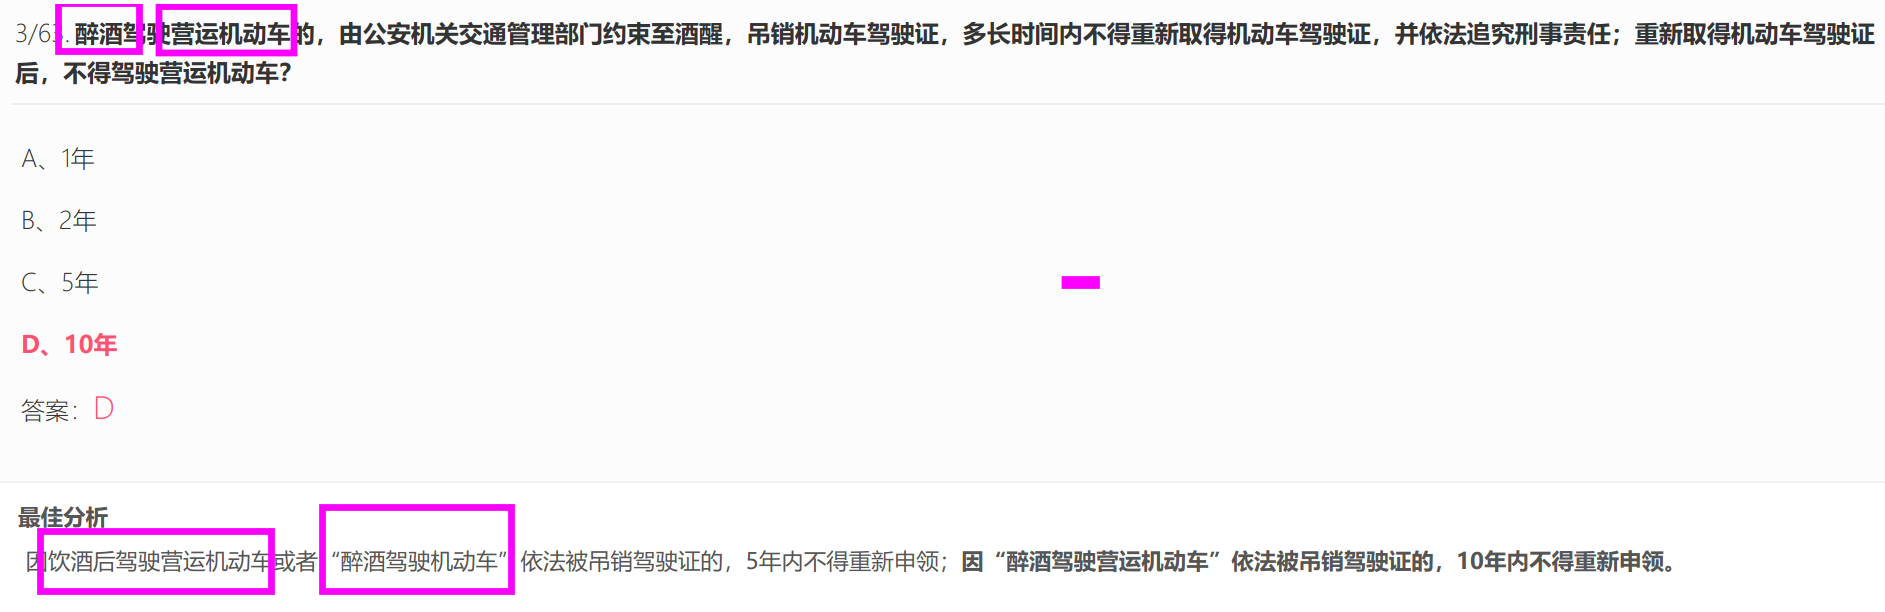 3/63. 醉酒驾驶营运机动车的，由公安机关交通管理部门约束至酒醒，吊销机动车驾驶证，多长时间内不得重新取得机动车驾驶证，并依法追究刑事责任；重新取得机动车驾驶证
后，不得驾驶营运机动车？
A、1年
B、2年
C、5年
D、10年
答案：D
最佳分析
因饮酒后驾驶营运机动车或者“醉酒驾驶机动车”依法被吊销驾驶证的，5年内不得重新申领；因“醉酒驾驶营运机动车”依法被吊销驾驶证的，10年内不得重新申领。